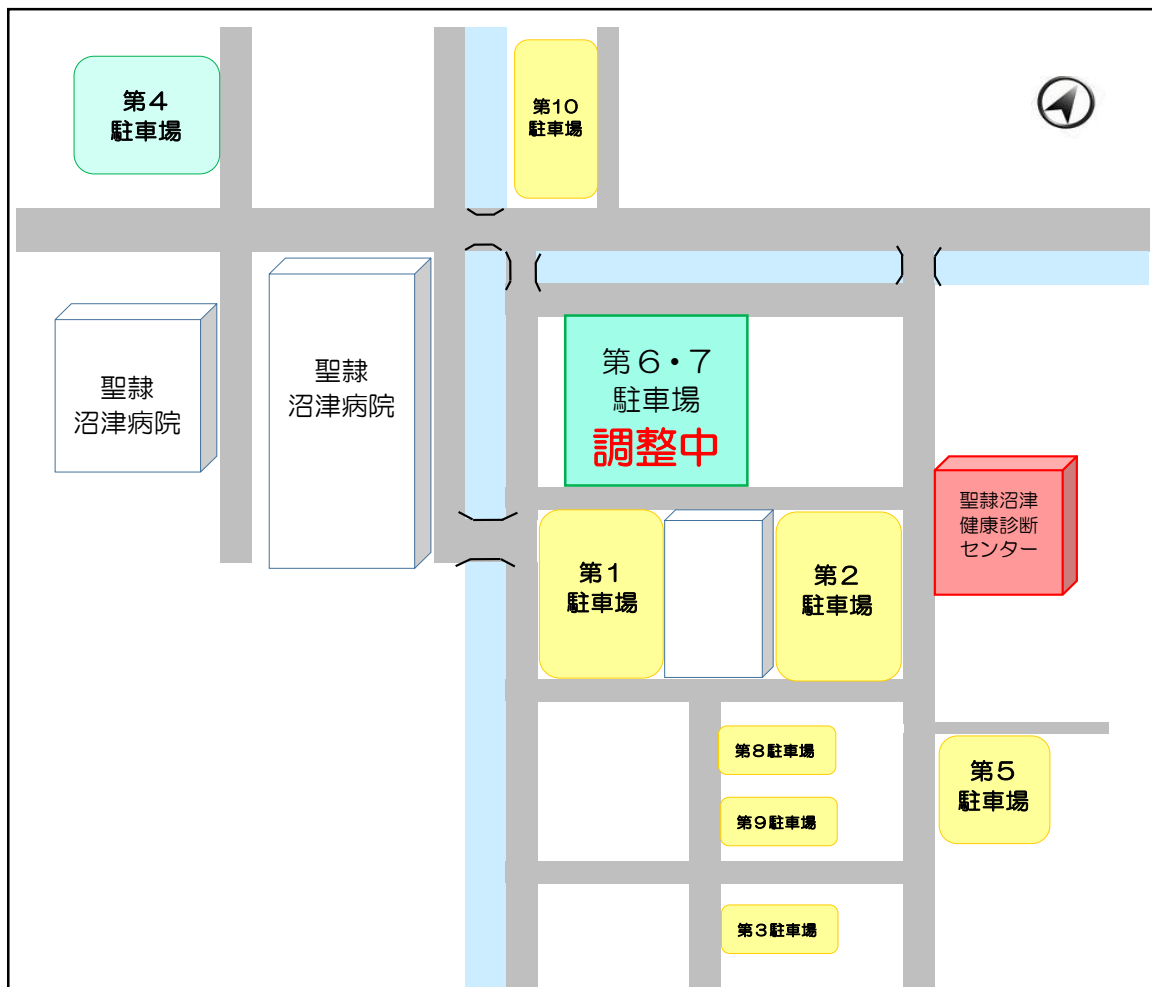 第4
駐車場
第10
駐車場
聖隷
沼津病院
聖隷
沼津病院
第６・７
駐車場
調整中
聖隷沼津
健康診断
センター
第1
駐車場
第2
駐車場
第8駐車場
第9駐車場
第5
駐車場
第3駐車場